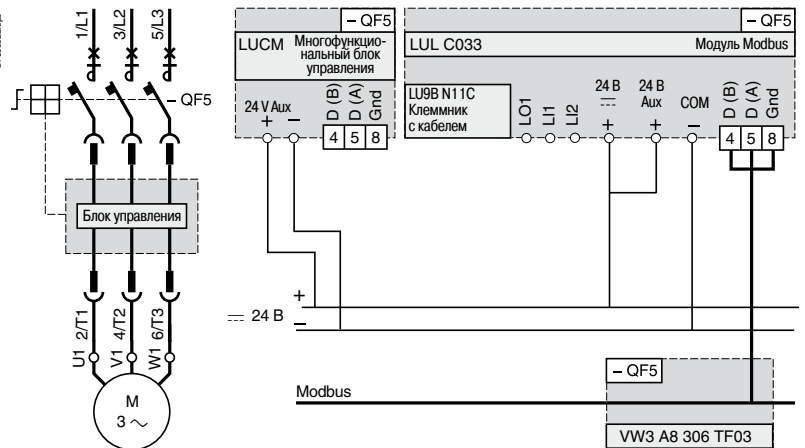 1/L1
3/L2
5/L3
– QF5
Блок управления
2/T1
4/T2
6/T3
U1
V1
W1
M
3 ~
– QF5
LUCM
Многофункцио-
нальный блок
управления
24 V Aux
+
–
D (B)
D (A)
Gnd
4
5
8
– QF5
LUL C033
Модуль Modbus
LU9B N11C
Клеммник
с кабелем
LO1
LI1
LI2
24 В
+
24 В
Aux
+
COM
–
D (B)
D (A)
Gnd
4
5
8
+
24 В
–
Modbus
– QF5
VW3 A8 306 TF03